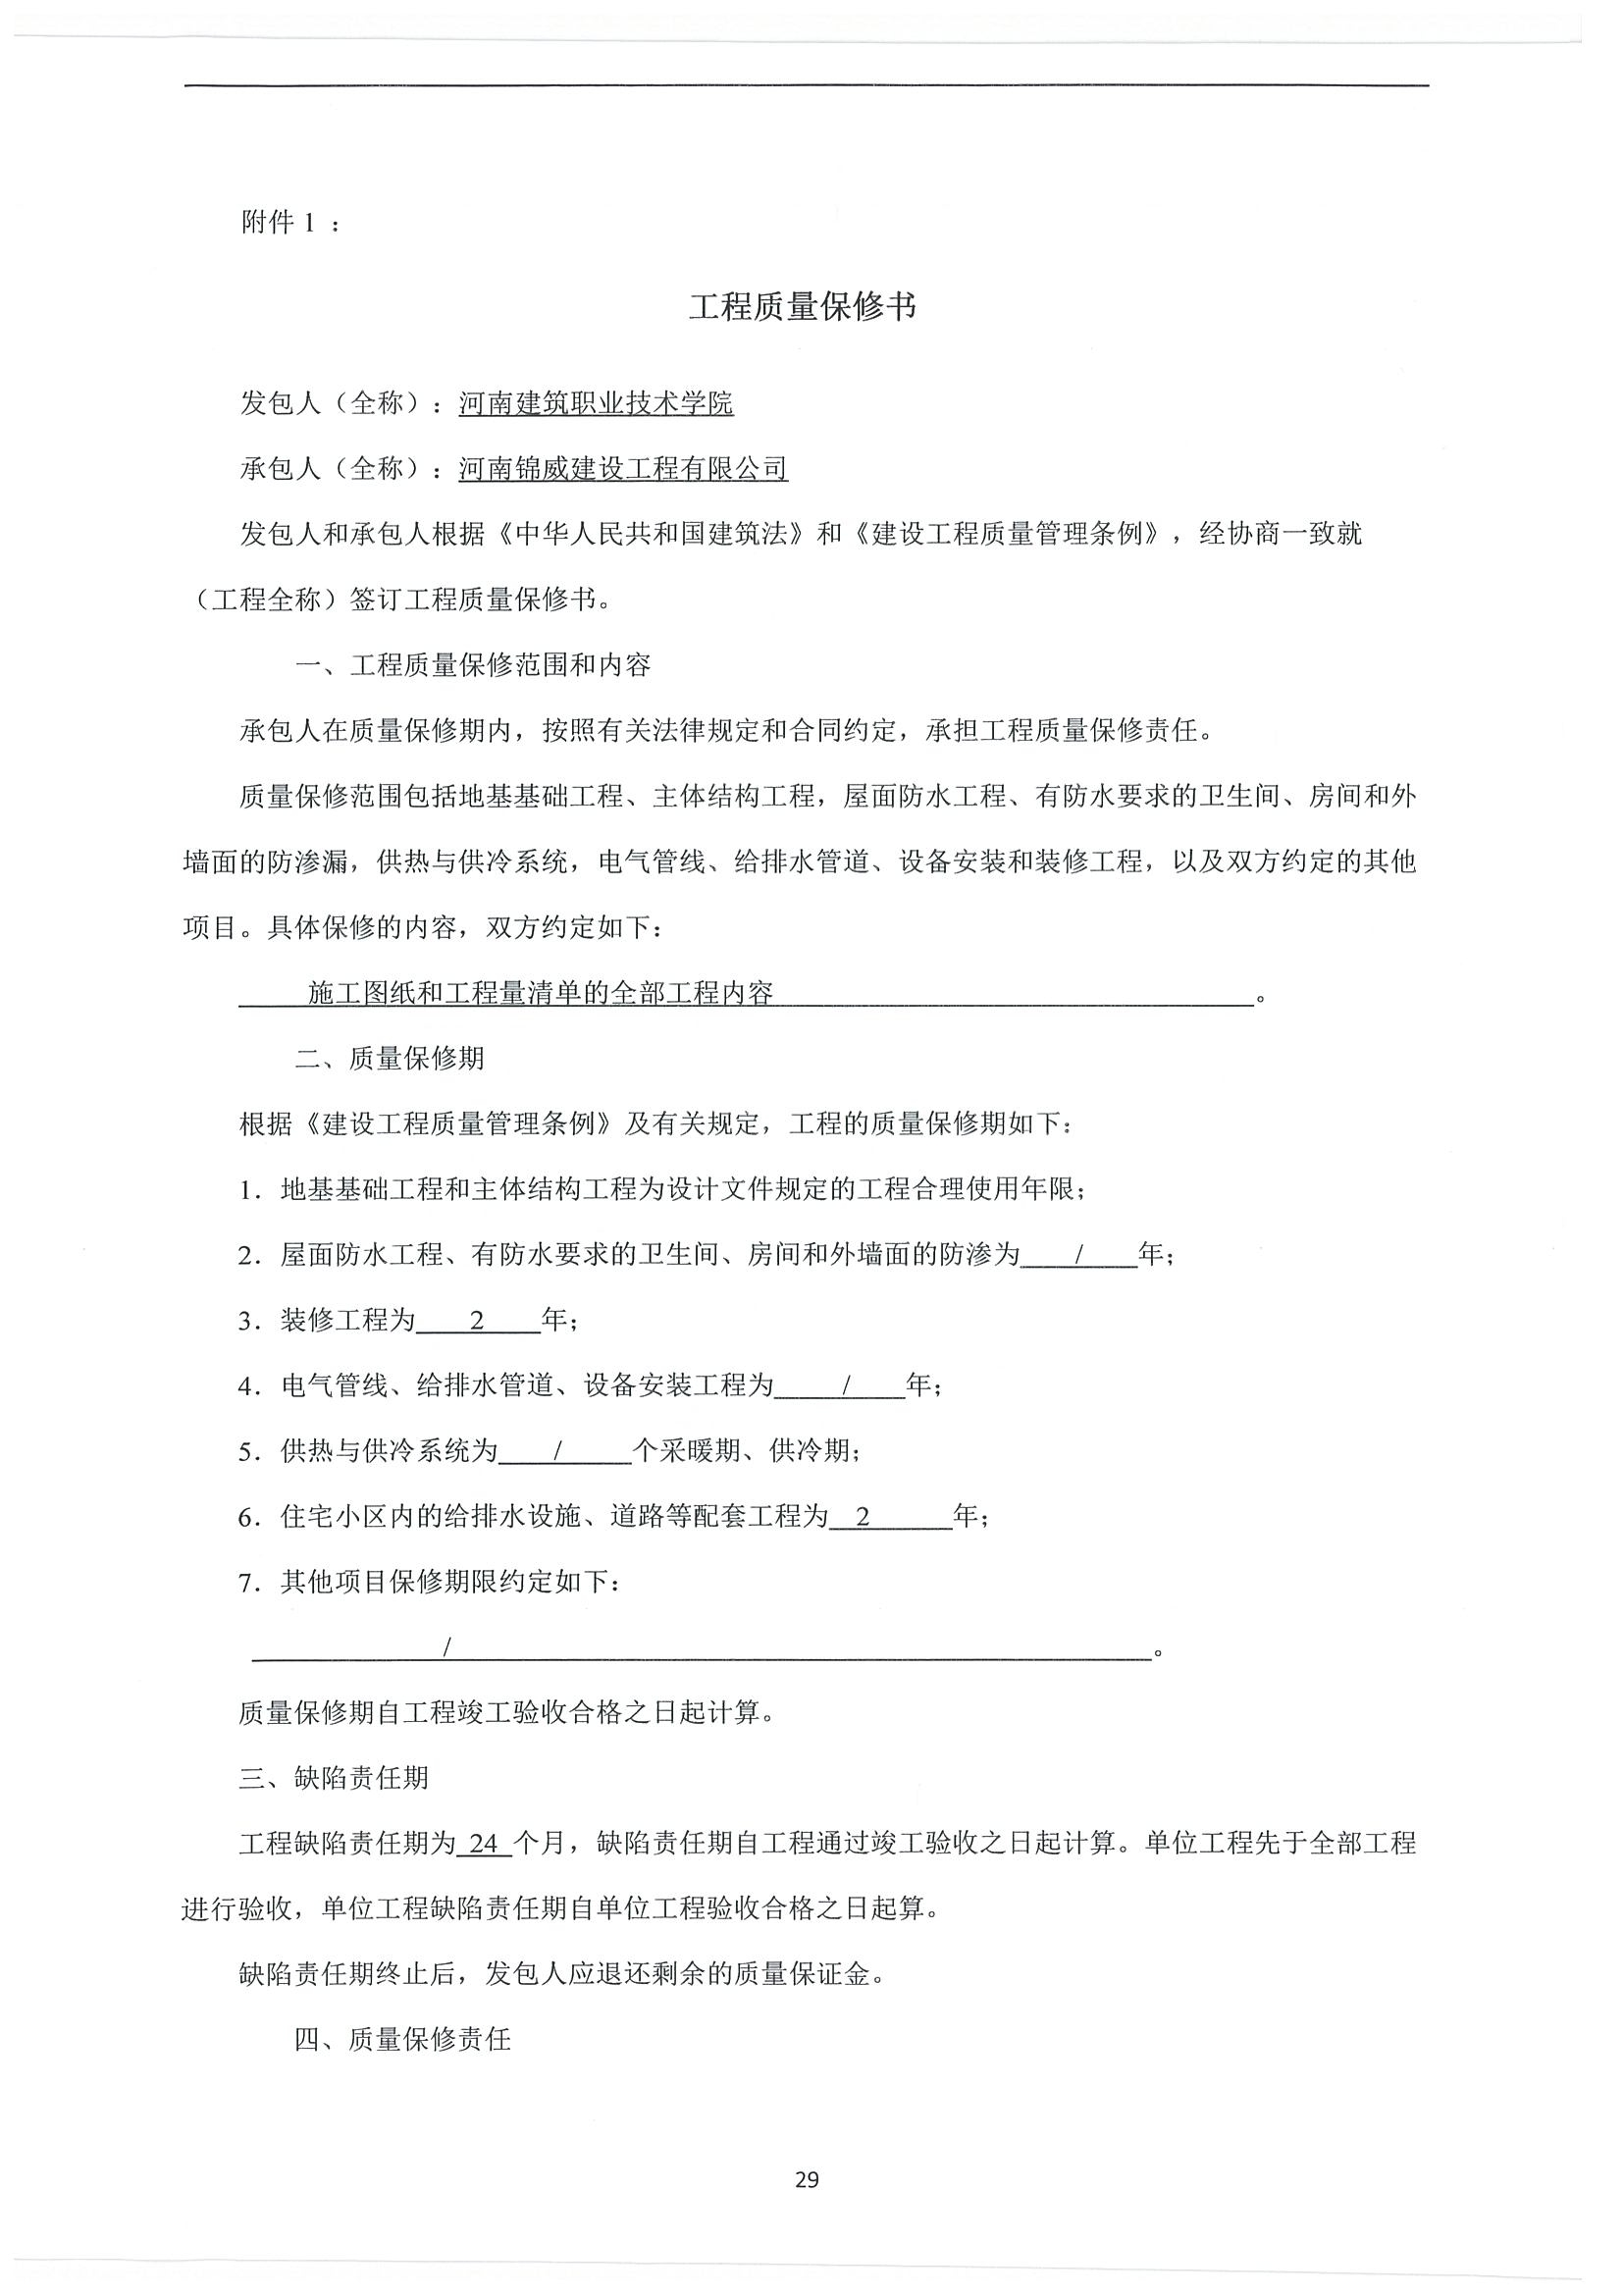 附件 1 ：
工程质量保修书
发包人（全称）：河南建筑职业技术学院
承包人（全称）：河南锦威建设工程有限公司
发包人和承包人根据《中华人民共和国建筑法》和《建设工程质量管理条例》，经协商一致就
（工程全称）签订工程质量保修书。
一、工程质量保修范围和内容
承包人在质量保修期内，按照有关法律规定和合同约定，承担工程质量保修责任。
质量保修范围包括地基基础工程、主体结构工程，屋面防水工程、有防水要求的卫生间、房间和外
墙面的防渗漏，供热与供冷系统，电气管线、给排水管道、设备安装和装修工程，以及双方约定的其他
项目。具体保修的内容，双方约定如下：
施工图纸和工程量清单的全部工程内容。
二、质量保修期
根据《建设工程质量管理条例》及有关规定，工程的质量保修期如下：
1．地基基础工程和主体结构工程为设计文件规定的工程合理使用年限；
2．屋面防水工程、有防水要求的卫生间、房间和外墙面的防渗为 / 年；
3．装修工程为 2 年；
4．电气管线、给排水管道、设备安装工程为 / 年；
5．供热与供冷系统为 / 个采暖期、供冷期；
6．住宅小区内的给排水设施、道路等配套工程为 2 年；
7．其他项目保修期限约定如下：
/ 。
质量保修期自工程竣工验收合格之日起计算。
三、缺陷责任期
工程缺陷责任期为 24 个月，缺陷责任期自工程通过竣工验收之日起计算。单位工程先于全部工程
进行验收，单位工程缺陷责任期自单位工程验收合格之日起算。
缺陷责任期终止后，发包人应退还剩余的质量保证金。
四、质量保修责任
29